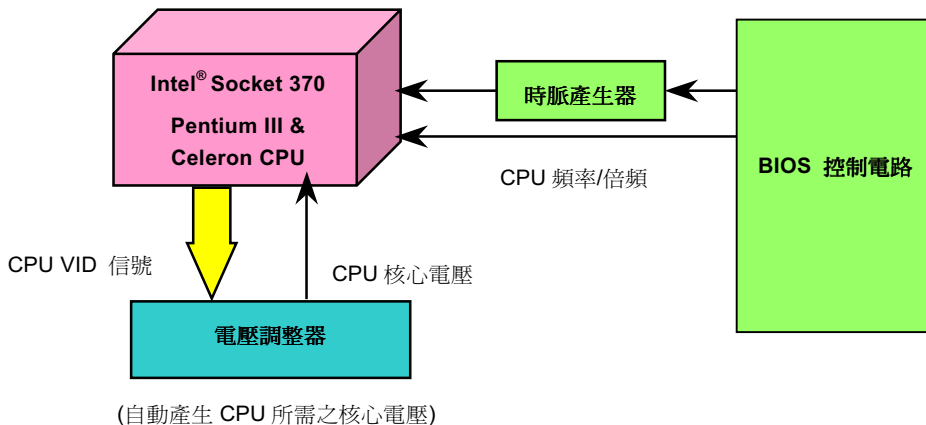 Intel® Socket 370
Pentium III &
Celeron CPU
時脈產生器
BIOS 控制電路
CPU 頻率/倍頻
CPU VID 信號
CPU 核心電壓
電壓調整器
(自動產生 CPU 所需之核心電壓)